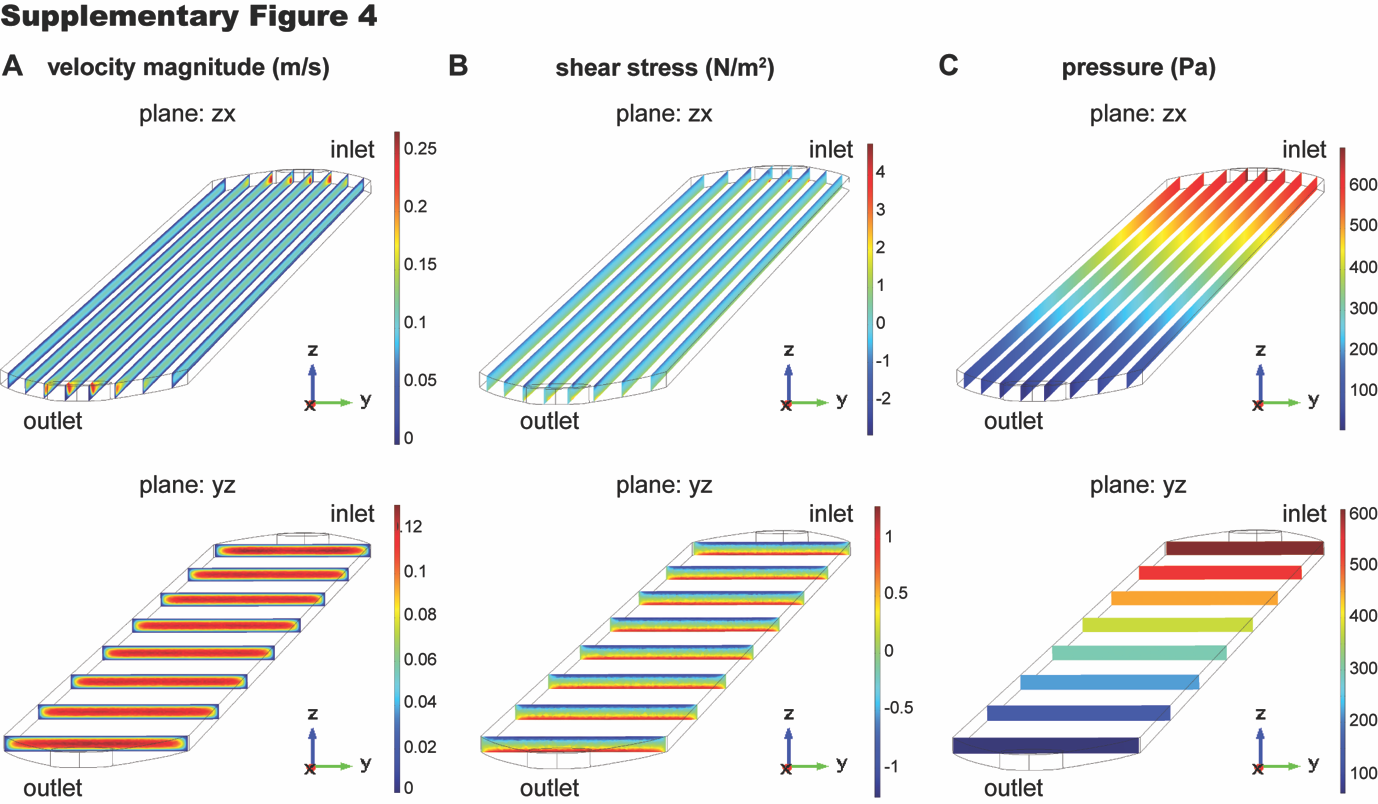 Supplementary Figure 4
A velocity magnitude (m/s)
B shear stress (N/m²)
C pressure (Pa)
plane: zx
inlet
0.25
0.2
0.15
0.1
0.05
0
z
x
y
outlet
plane: zx
inlet
4
3
2
1
0
-1
-2
z
x
y
outlet
plane: zx
inlet
600
500
400
300
200
100
z
x
y
outlet
plane: yz
inlet
.12
0.1
0.08
0.06
0.04
0.02
0
z
x
y
outlet
plane: yz
inlet
1
0.5
0
-0.5
-1
z
x
y
outlet
plane: yz
inlet
600
500
400
300
200
100
z
x
y
outlet